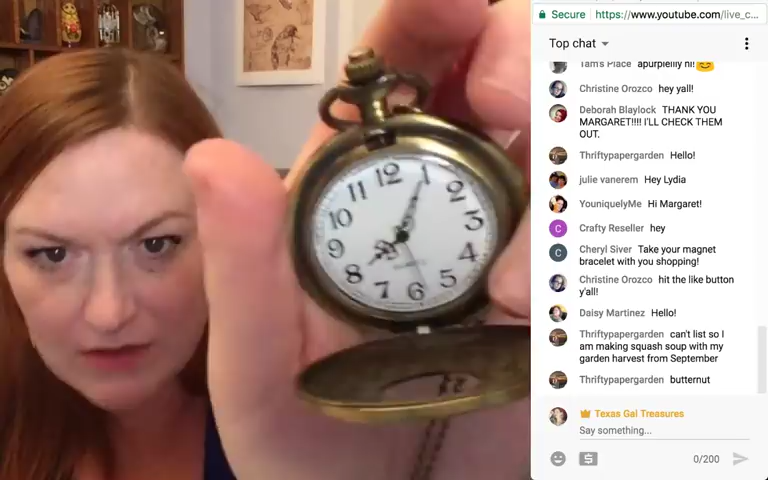 12
1
2
3
4
5
6
7
8
9
10
11
Secure https://www.youtube.com/live_c...
Top chat
Tam's Place apurplelily hi!
Christine Orozco hey yall!
Deborah Blaylock THANK YOU
MARGARET!!!! I'LL CHECK THEM
OUT.
Thriftypapergarden Hello!
julie vanerem Hey Lydia
YouniquelyMe Hi Margaret!
C Crafty Reseller hey
C Cheryl Siver Take your magnet
bracelet with you shopping!
Christine Orozco hit the like button
y'all!
Daisy Martinez Hello!
Thriftypapergarden can't list so I
am making squash soup with my
garden harvest from September
Thriftypapergarden butternut
Texas Gal Treasures
Say something...
0/200